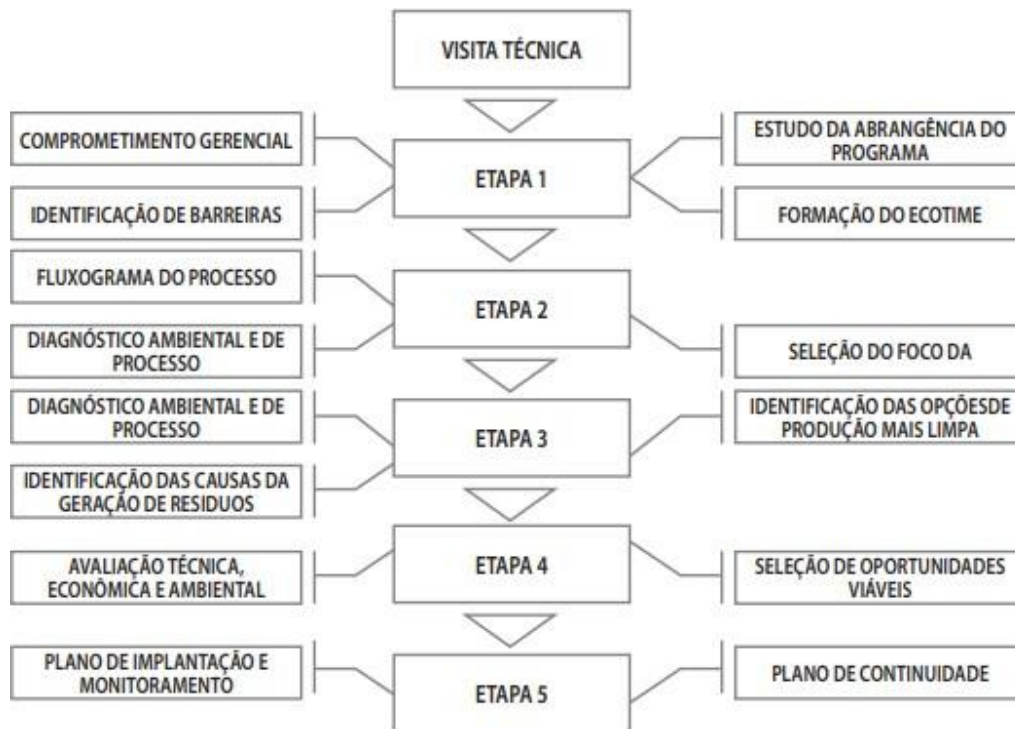 VISITA TÉCNICA
COMPROMETIMENTO GERENCIAL
ESTUDO DA ABRANGÊNCIA DO
PROGRAMA
ETAPA 1
IDENTIFICAÇÃO DE BARREIRAS
FORMAÇÃO DO ECOTIME
FLUXOGRAMA DO PROCESSO
ETAPA 2
DIAGNÓSTICO AMBIENTAL E DE
PROCESSO
SELEÇÃO DO FOCO DA
DIAGNÓSTICO AMBIENTAL E DE
PROCESSO
IDENTIFICAÇÃO DAS OPÇÕESDE
PRODUÇÃO MAIS LIMPA
ETAPA 3
IDENTIFICAÇÃO DAS CAUSAS DA
GERAÇÃO DE RESIDUOS
AVALIAÇÃO TÉCNICA,
ECONÔMICA E AMBIENTAL
ETAPA 4
SELEÇÃO DE OPORTUNIDADES
VIÁVEIS
PLANO DE IMPLANTAÇÃO E
MONITORAMENTO
ETAPA 5
PLANO DE CONTINUIDADE